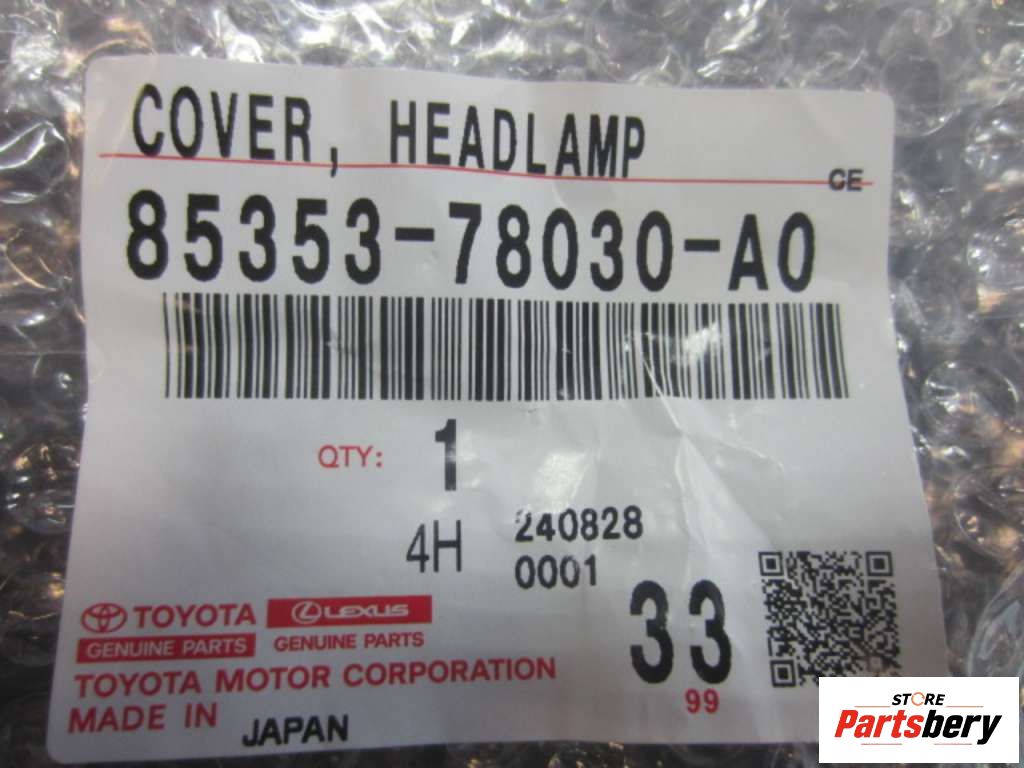 COVER, HEADLAMP
CE
85353-78030-A0
QTY: 1
4H 240828
0001
33
99
TOYOTA LEXUS
GENUINE PARTS GENUINE PARTS
TOYOTA MOTOR CORPORATION
MADE IN JAPAN
STORE
Partsbery